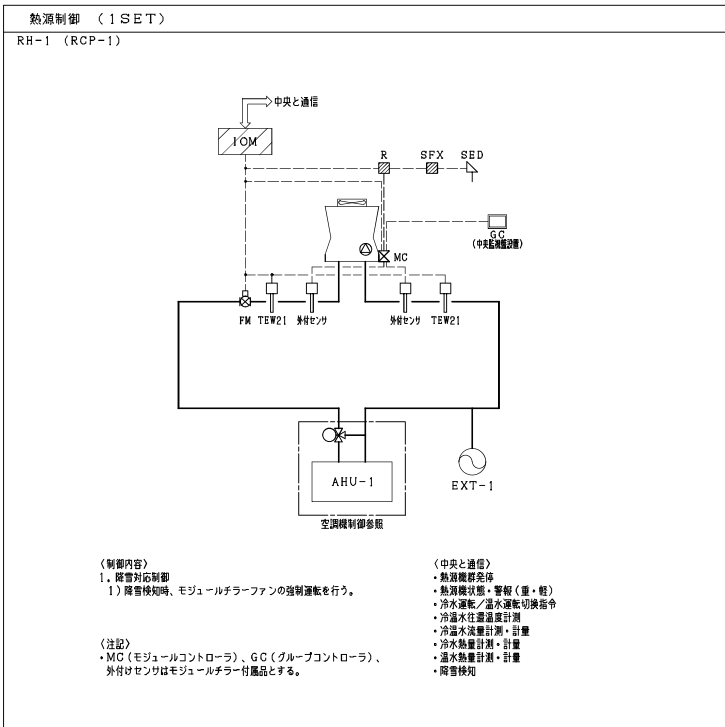 熱源制御 （1SET）
RH-1 （RCP-1）
中央と通信
IOM
R SFX SED
GC
（中央監視盤設置）
MC
FM TEW21 外付センサ 外付センサ TEW21
AHU-1
EXT-1
空調機制御参照
〈制御内容〉
1．降雪対応制御
1）降雪検知時、モジュールチラーファンの強制運転を行う。
〈注記〉
・MC（モジュールコントローラ）、GC（グループコントローラ）、
外付けセンサはモジュールチラー付属品とする。
〈中央と通信〉
・熱源機群発停
・熱源機状態・警報（重・軽）
・冷水運転／温水運転切換指令
・冷温水往還温度計測
・冷温水流量計測・計量
・冷水熱量計測・計量
・温水熱量計測・計量
・降雪検知